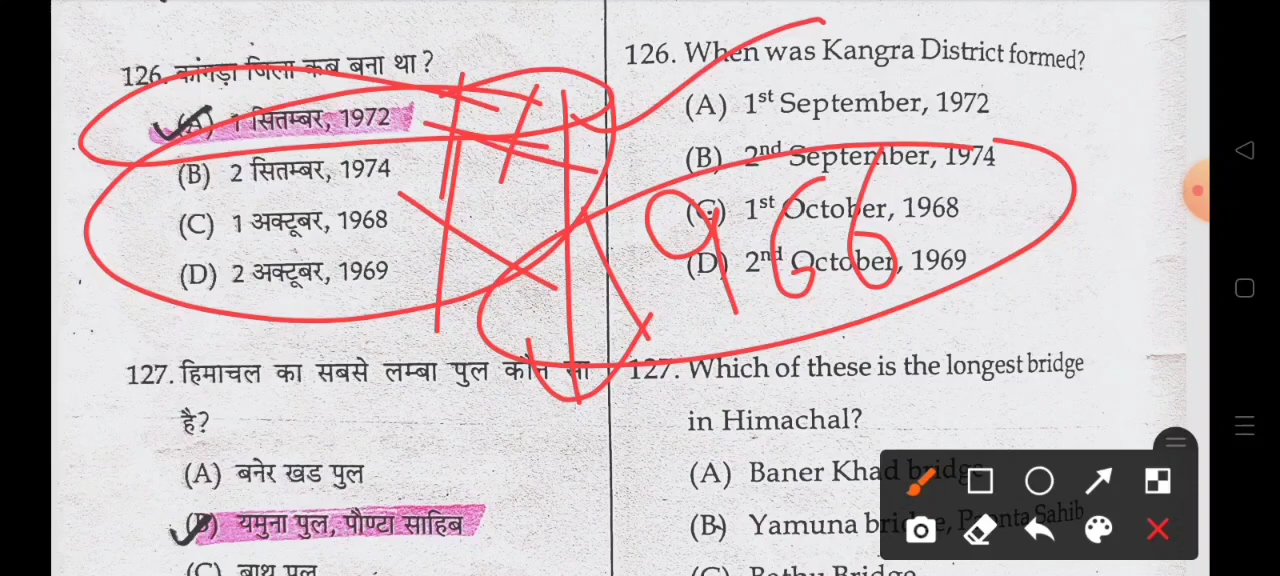 126. कांगड़ा जिला कब बना था ?
(A) 1 सितम्बर, 1972
(B) 2 सितम्बर, 1974
(C) 1 अक्टूबर, 1968
(D) 2 अक्टूबर, 1969
127. हिमाचल का सबसे लम्बा पुल कौन सा
है?
(A) बनेर खड पुल
(B) यमुना पुल, पौण्टा साहिब
(C) बाथु पुल
126. When was Kangra District formed?
(A) 1st September, 1972
(B) 2nd September, 1974
(C) 1st October, 1968
(D) 2nd October, 1969
966
127. Which of these is the longest bridge
in Himachal?
(A) Baner Khad bridge
(B) Yamuna bridge, Paonta Sahib
(C) Bathu Bridge